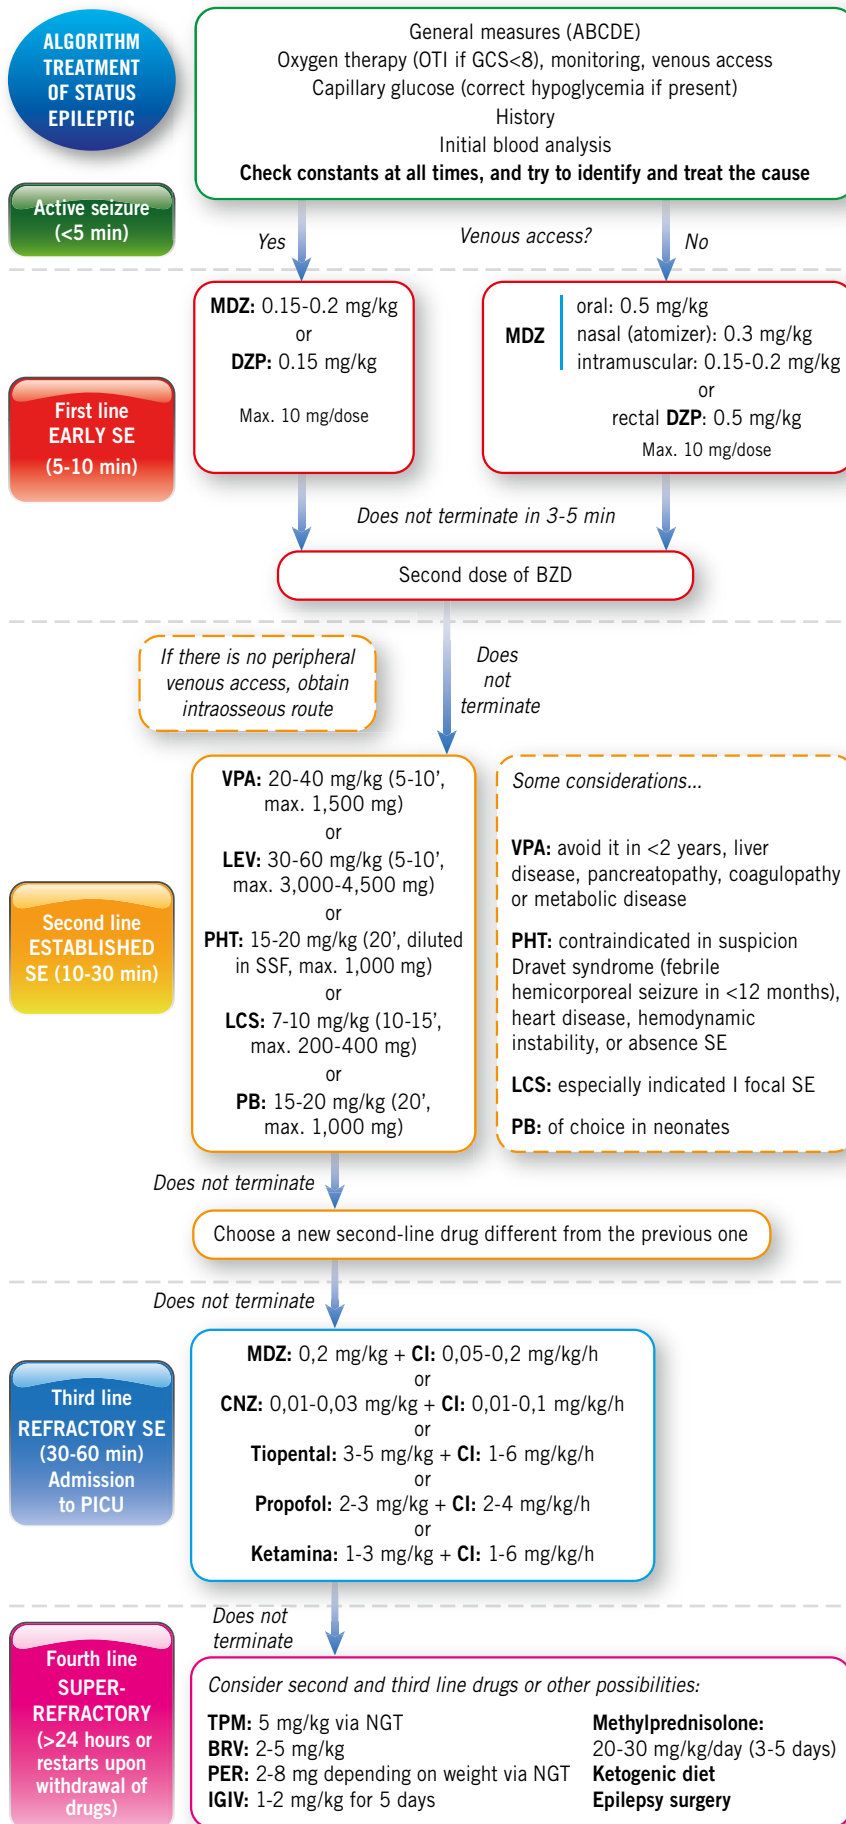 ALGORITHM
TREATMENT
OF STATUS
EPILEPTIC
General measures (ABCDE)
Oxygen therapy (OTI if GCS<8), monitoring, venous access
Capillary glucose (correct hypoglycemia if present)
History
Initial blood analysis
Check constants at all times, and try to identify and treat the cause
Active seizure
(<5 min)
Yes
Venous access?
No
First line
EARLY SE
(5-10 min)
MDZ: 0.15-0.2 mg/kg
or
DZP: 0.15 mg/kg
Max. 10 mg/dose
MDZ
oral: 0.5 mg/kg
nasal (atomizer): 0.3 mg/kg
intramuscular: 0.15-0.2 mg/kg
or
rectal DZP: 0.5 mg/kg
Max. 10 mg/dose
Does not terminate in 3-5 min
Second dose of BZD
If there is no peripheral
venous access, obtain
intraosseous route
Does
not
terminate
Second line
ESTABLISHED
SE (10-30 min)
VPA: 20-40 mg/kg (5-10’,
max. 1,500 mg)
or
LEV: 30-60 mg/kg (5-10’,
max. 3,000-4,500 mg)
or
PHT: 15-20 mg/kg (20’, diluted
in SSF, max. 1,000 mg)
or
LCS: 7-10 mg/kg (10-15’,
max. 200-400 mg)
or
PB: 15-20 mg/kg (20’,
max. 1,000 mg)
Some considerations...
VPA: avoid it in <2 years, liver
disease, pancreatopathy, coagulopathy
or metabolic disease
PHT: contraindicated in suspicion
Dravet syndrome (febrile
hemicorporeal seizure in <12 months),
heart disease, hemodynamic
instability, or absence SE
LCS: especially indicated I focal SE
PB: of choice in neonates
Does not terminate
Choose a new second-line drug different from the previous one
Does not terminate
Third line
REFRACTORY SE
(30-60 min)
Admission
to PICU
MDZ: 0,2 mg/kg + CI: 0,05-0,2 mg/kg/h
or
CNZ: 0,01-0,03 mg/kg + CI: 0,01-0,1 mg/kg/h
or
Tiopental: 3-5 mg/kg + CI: 1-6 mg/kg/h
or
Propofol: 2-3 mg/kg + CI: 2-4 mg/kg/h
or
Ketamina: 1-3 mg/kg + CI: 1-6 mg/kg/h
Does not
terminate
Fourth line
SUPER-
REFRACTORY
(>24 hours or
restarts upon
withdrawal of
drugs)
Consider second and third line drugs or other possibilities:
TPM: 5 mg/kg via NGT
BRV: 2-5 mg/kg
PER: 2-8 mg depending on weight via NGT
IGIV: 1-2 mg/kg for 5 days
Methylprednisolone:
20-30 mg/kg/day (3-5 days)
Ketogenic diet
Epilepsy surgery